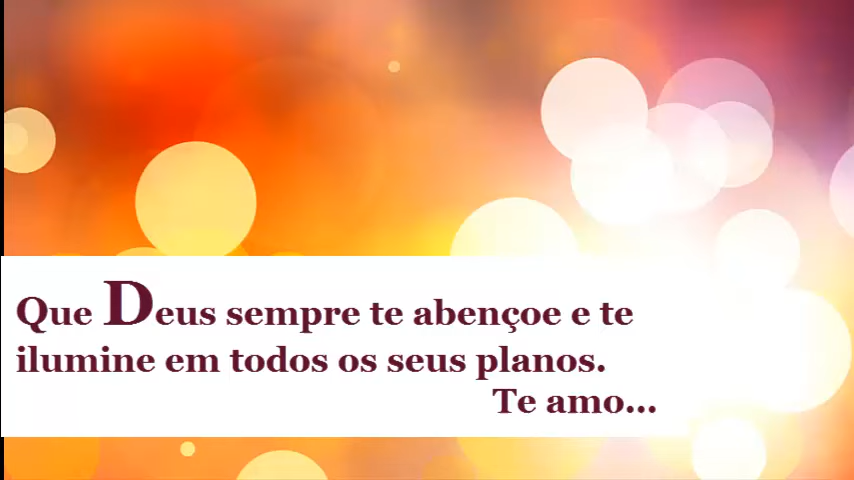 Que Deus sempre te abençoe e te
ilumine em todos os seus planos.
Te amo...